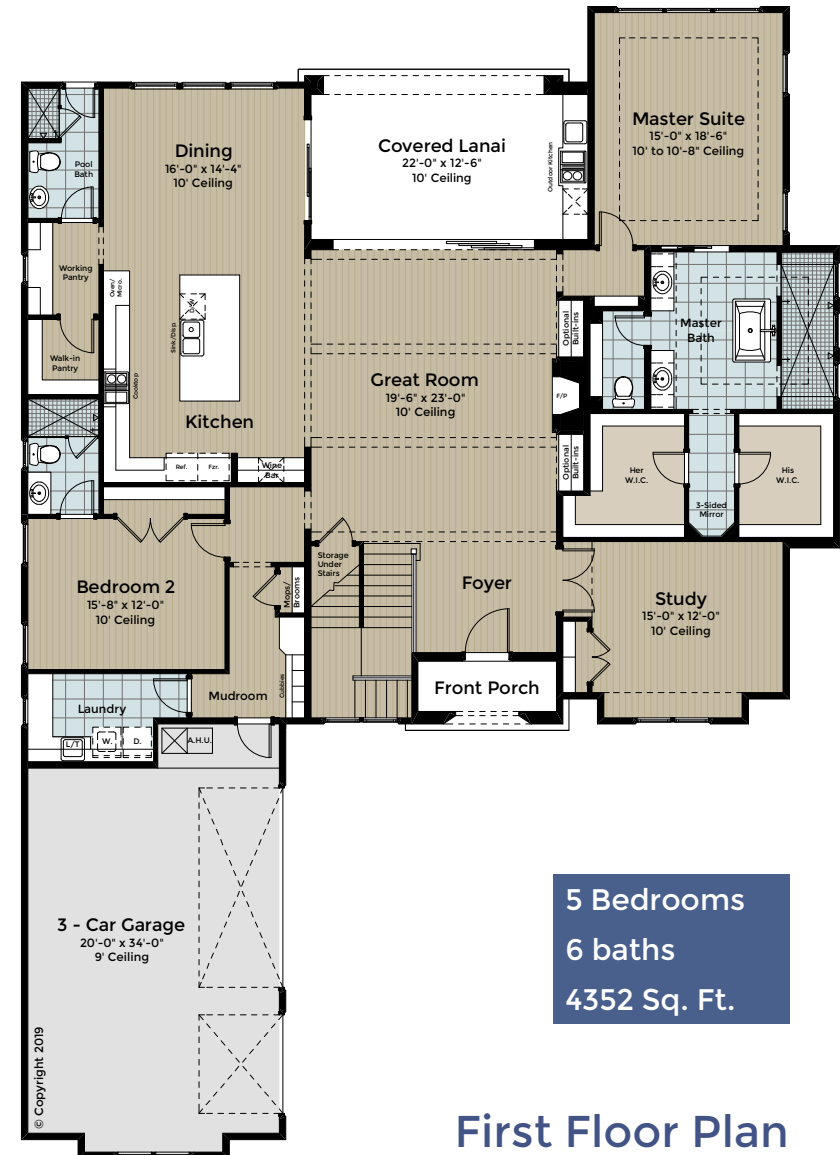 Master Suite
15'-0" x 18'-6"
10' to 10'-8" Ceiling
Covered Lanai
22'-0" x 12'-6"
10' Ceiling
Outdoor Kitchen
Dining
16'-0" x 14'-4"
10' Ceiling
Pool
Bath
Working
Pantry
Walk-in
Pantry
Oven/
Micro.
D/W
Sink/Disp
Cooktop
Kitchen
Ref.
Fzr.
Wine
Bar
Great Room
19'-6" x 23'-0"
10' Ceiling
Optional
Built-ins
F/P
Optional
Built-ins
Master
Bath
Her
W.I.C.
His
W.I.C.
3-Sided
Mirror
Bedroom 2
15'-8" x 12'-0"
10' Ceiling
Storage
Under
Stairs
Mops/
Brooms
Foyer
Study
15'-0" x 12'-0"
10' Ceiling
Front Porch
Mudroom
Cubbies
Laundry
L/T
W.
D.
A.H.U.
3 - Car Garage
20'-0" x 34'-0"
9' Ceiling
© Copyright 2019
5 Bedrooms
6 baths
4352 Sq. Ft.
First Floor Plan